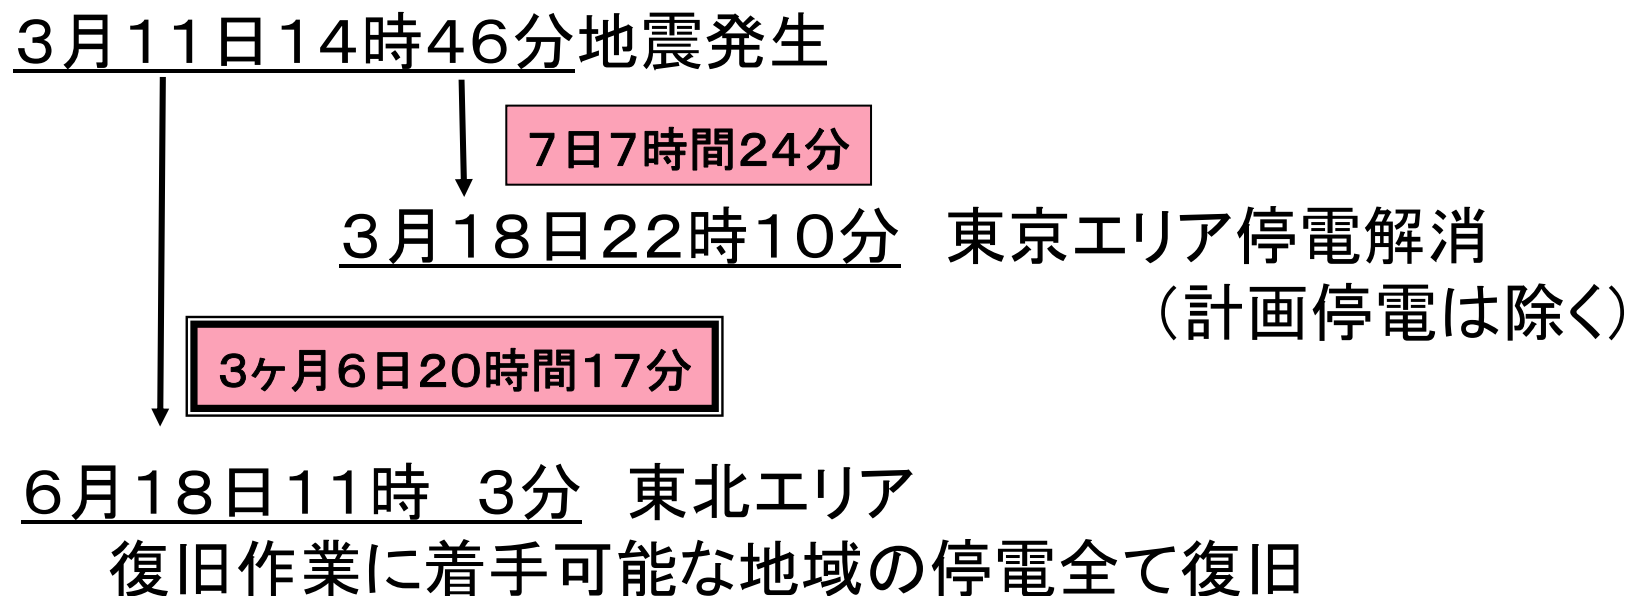 ３月１１日１４時４６分地震発生
７日７時間２４分
３月１８日２２時１０分　東京エリア停電解消
（計画停電は除く）
３ヶ月６日２０時間１７分
６月１８日１１時　３分　東北エリア
復旧作業に着手可能な地域の停電全て復旧